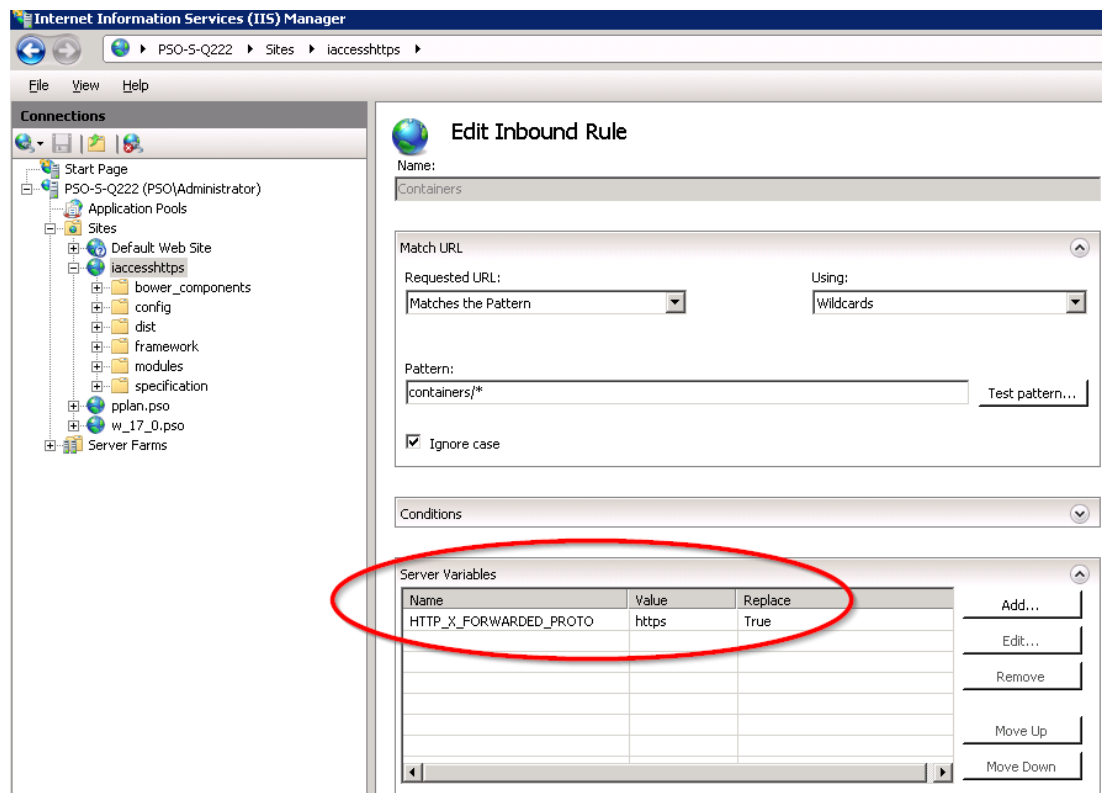 Internet Information Services (IIS) Manager
PSO-S-Q222 Sites iaccesshttps
File View Help
Connections
Start Page
PSO-S-Q222 (PSO\Administrator)
Application Pools
Sites
Default Web Site
iaccesshttps
bower_components
config
dist
framework
modules
specification
pplan.pso
w_17_0.pso
Server Farms
Edit Inbound Rule
Name:
Containers
Match URL
Requested URL: Using:
Matches the Pattern Wildcards
Pattern:
containers/* Test pattern...
Ignore case
Conditions
Server Variables
Name Value Replace
HTTP_X_FORWARDED_PROTO https True
Add...
Edit...
Remove
Move Up
Move Down